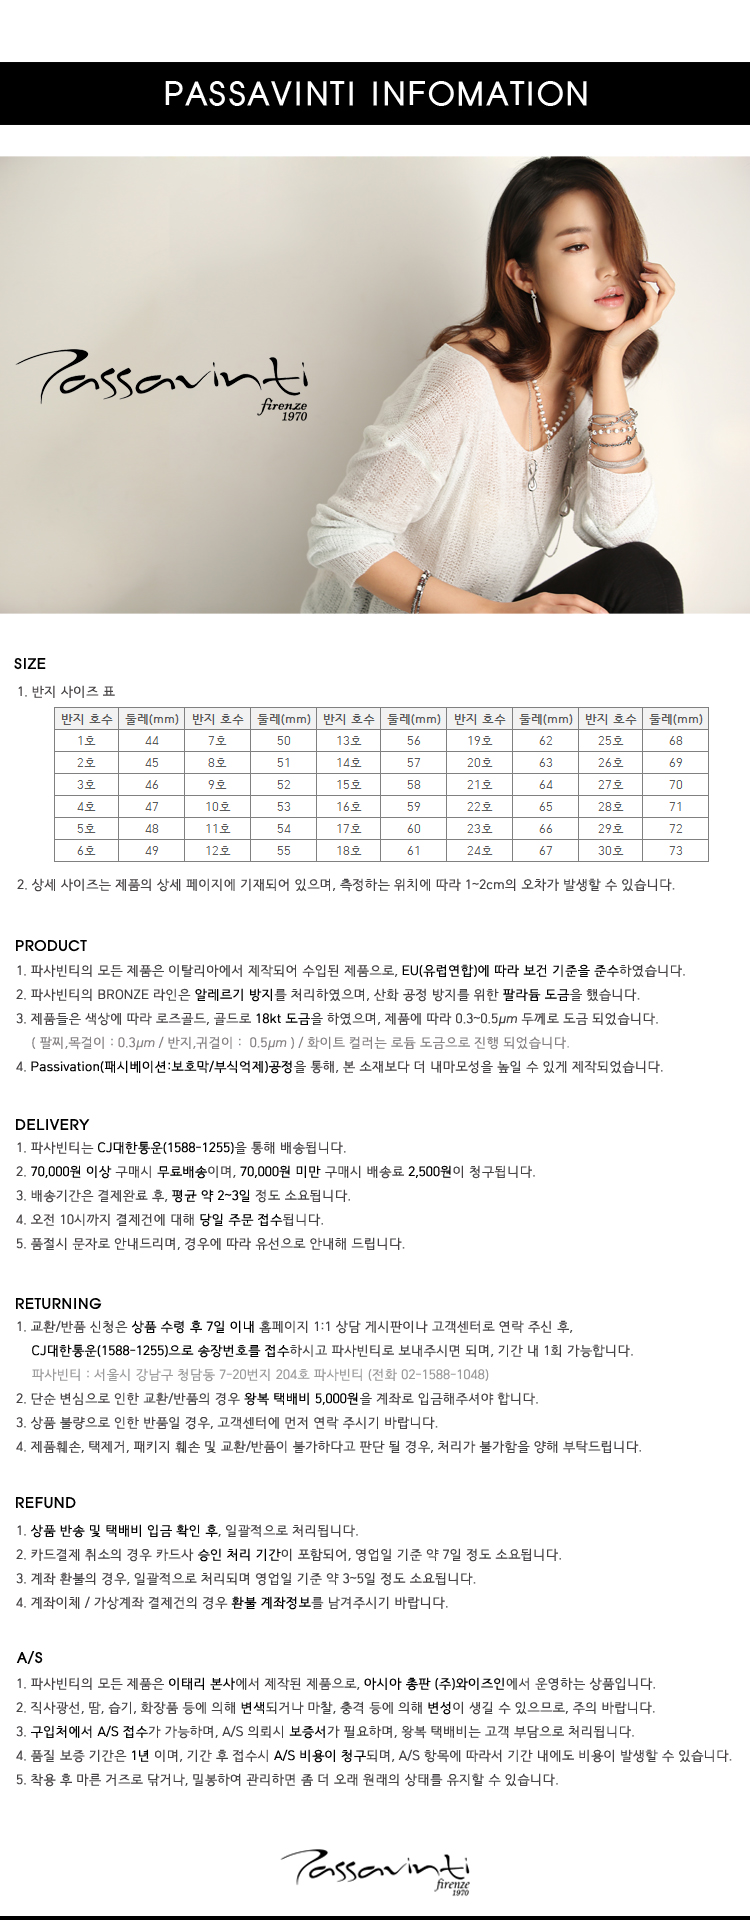 PASSAVINTI INFOMATION
Passavinti
firenze
1970
SIZE
1. 반지 사이즈 표
반지 호수 둘레(mm) 반지 호수 둘레(mm) 반지 호수 둘레(mm) 반지 호수 둘레(mm) 반지 호수 둘레(mm)
1호 44 7호 50 13호 56 19호 62 25호 68
2호 45 8호 51 14호 57 20호 63 26호 69
3호 46 9호 52 15호 58 21호 64 27호 70
4호 47 10호 53 16호 59 22호 65 28호 71
5호 48 11호 54 17호 60 23호 66 29호 72
6호 49 12호 55 18호 61 24호 67 30호 73
2. 상세 사이즈는 제품의 상세 페이지에 기재되어 있으며, 측정하는 위치에 따라 1~2cm의 오차가 발생할 수 있습니다.
PRODUCT
1. 파사빈티의 모든 제품은 이탈리아에서 제작되어 수입된 제품으로, EU(유럽연합)에 따라 보건 기준을 준수하였습니다.
2. 파사빈티의 BRONZE 라인은 알레르기 방지를 처리하였으며, 산화 공정 방지를 위한 팔라듐 도금을 했습니다.
3. 제품들은 색상에 따라 로즈골드, 골드로 18kt 도금을 하였으며, 제품에 따라 0.3~0.5μm 두께로 도금 되었습니다.
( 팔찌,목걸이 : 0.3μm / 반지,귀걸이 : 0.5μm ) / 화이트 컬러는 로듐 도금으로 진행 되었습니다.
4. Passivation(패시베이션:보호막/부식억제)공정을 통해, 본 소재보다 더 내마모성을 높일 수 있게 제작되었습니다.
DELIVERY
1. 파사빈티는 CJ대한통운(1588-1255)을 통해 배송됩니다.
2. 70,000원 이상 구매시 무료배송이며, 70,000원 미만 구매시 배송료 2,500원이 청구됩니다.
3. 배송기간은 결제완료 후, 평균 약 2~3일 정도 소요됩니다.
4. 오전 10시까지 결제건에 대해 당일 주문 접수됩니다.
5. 품절시 문자로 안내드리며, 경우에 따라 유선으로 안내해 드립니다.
RETURNING
1. 교환/반품 신청은 상품 수령 후 7일 이내 홈페이지 1:1 상담 게시판이나 고객센터로 연락 주신 후,
CJ대한통운(1588-1255)으로 송장번호를 접수하시고 파사빈티로 보내주시면 되며, 기간 내 1회 가능합니다.
파사빈티 : 서울시 강남구 청담동 7-20번지 204호 파사빈티 (전화 02-1588-1048)
2. 단순 변심으로 인한 교환/반품의 경우 왕복 택배비 5,000원을 계좌로 입금해주셔야 합니다.
3. 상품 불량으로 인한 반품일 경우, 고객센터에 먼저 연락 주시기 바랍니다.
4. 제품훼손, 택제거, 패키지 훼손 및 교환/반품이 불가하다고 판단 될 경우, 처리가 불가함을 양해 부탁드립니다.
REFUND
1. 상품 반송 및 택배비 입금 확인 후, 일괄적으로 처리됩니다.
2. 카드결제 취소의 경우 카드사 승인 처리 기간이 포함되어, 영업일 기준 약 7일 정도 소요됩니다.
3. 계좌 환불의 경우, 일괄적으로 처리되며 영업일 기준 약 3~5일 정도 소요됩니다.
4. 계좌이체 / 가상계좌 결제건의 경우 환불 계좌정보를 남겨주시기 바랍니다.
A/S
1. 파사빈티의 모든 제품은 이태리 본사에서 제작된 제품으로, 아시아 총판 (주)와이즈인에서 운영하는 상품입니다.
2. 직사광선, 땀, 습기, 화장품 등에 의해 변색되거나 마찰, 충격 등에 의해 변성이 생길 수 있으므로, 주의 바랍니다.
3. 구입처에서 A/S 접수가 가능하며, A/S 의뢰시 보증서가 필요하며, 왕복 택배비는 고객 부담으로 처리됩니다.
4. 품질 보증 기간은 1년 이며, 기간 후 접수시 A/S 비용이 청구되며, A/S 항목에 따라서 기간 내에도 비용이 발생할 수 있습니다.
5. 착용 후 마른 거즈로 닦거나, 밀봉하여 관리하면 좀 더 오래 원래의 상태를 유지할 수 있습니다.
Passavinti
firenze
1970